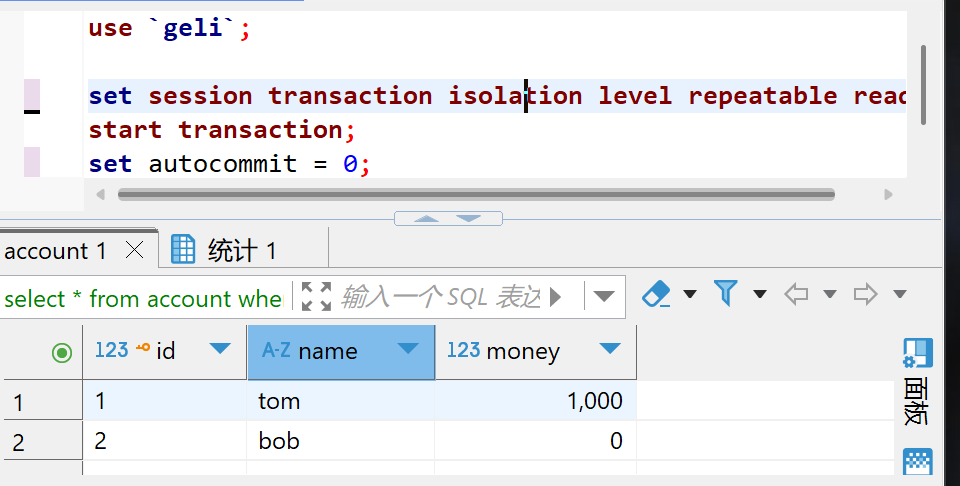 use `geli`;
set session transaction isolation level repeatable read
start transaction;
set autocommit = 0;
account 1 统计 1
select * from account whe 输入一个 SQL 表达
123 id A-Z name 123 money
1 1 tom 1,000
2 2 bob 0
面板